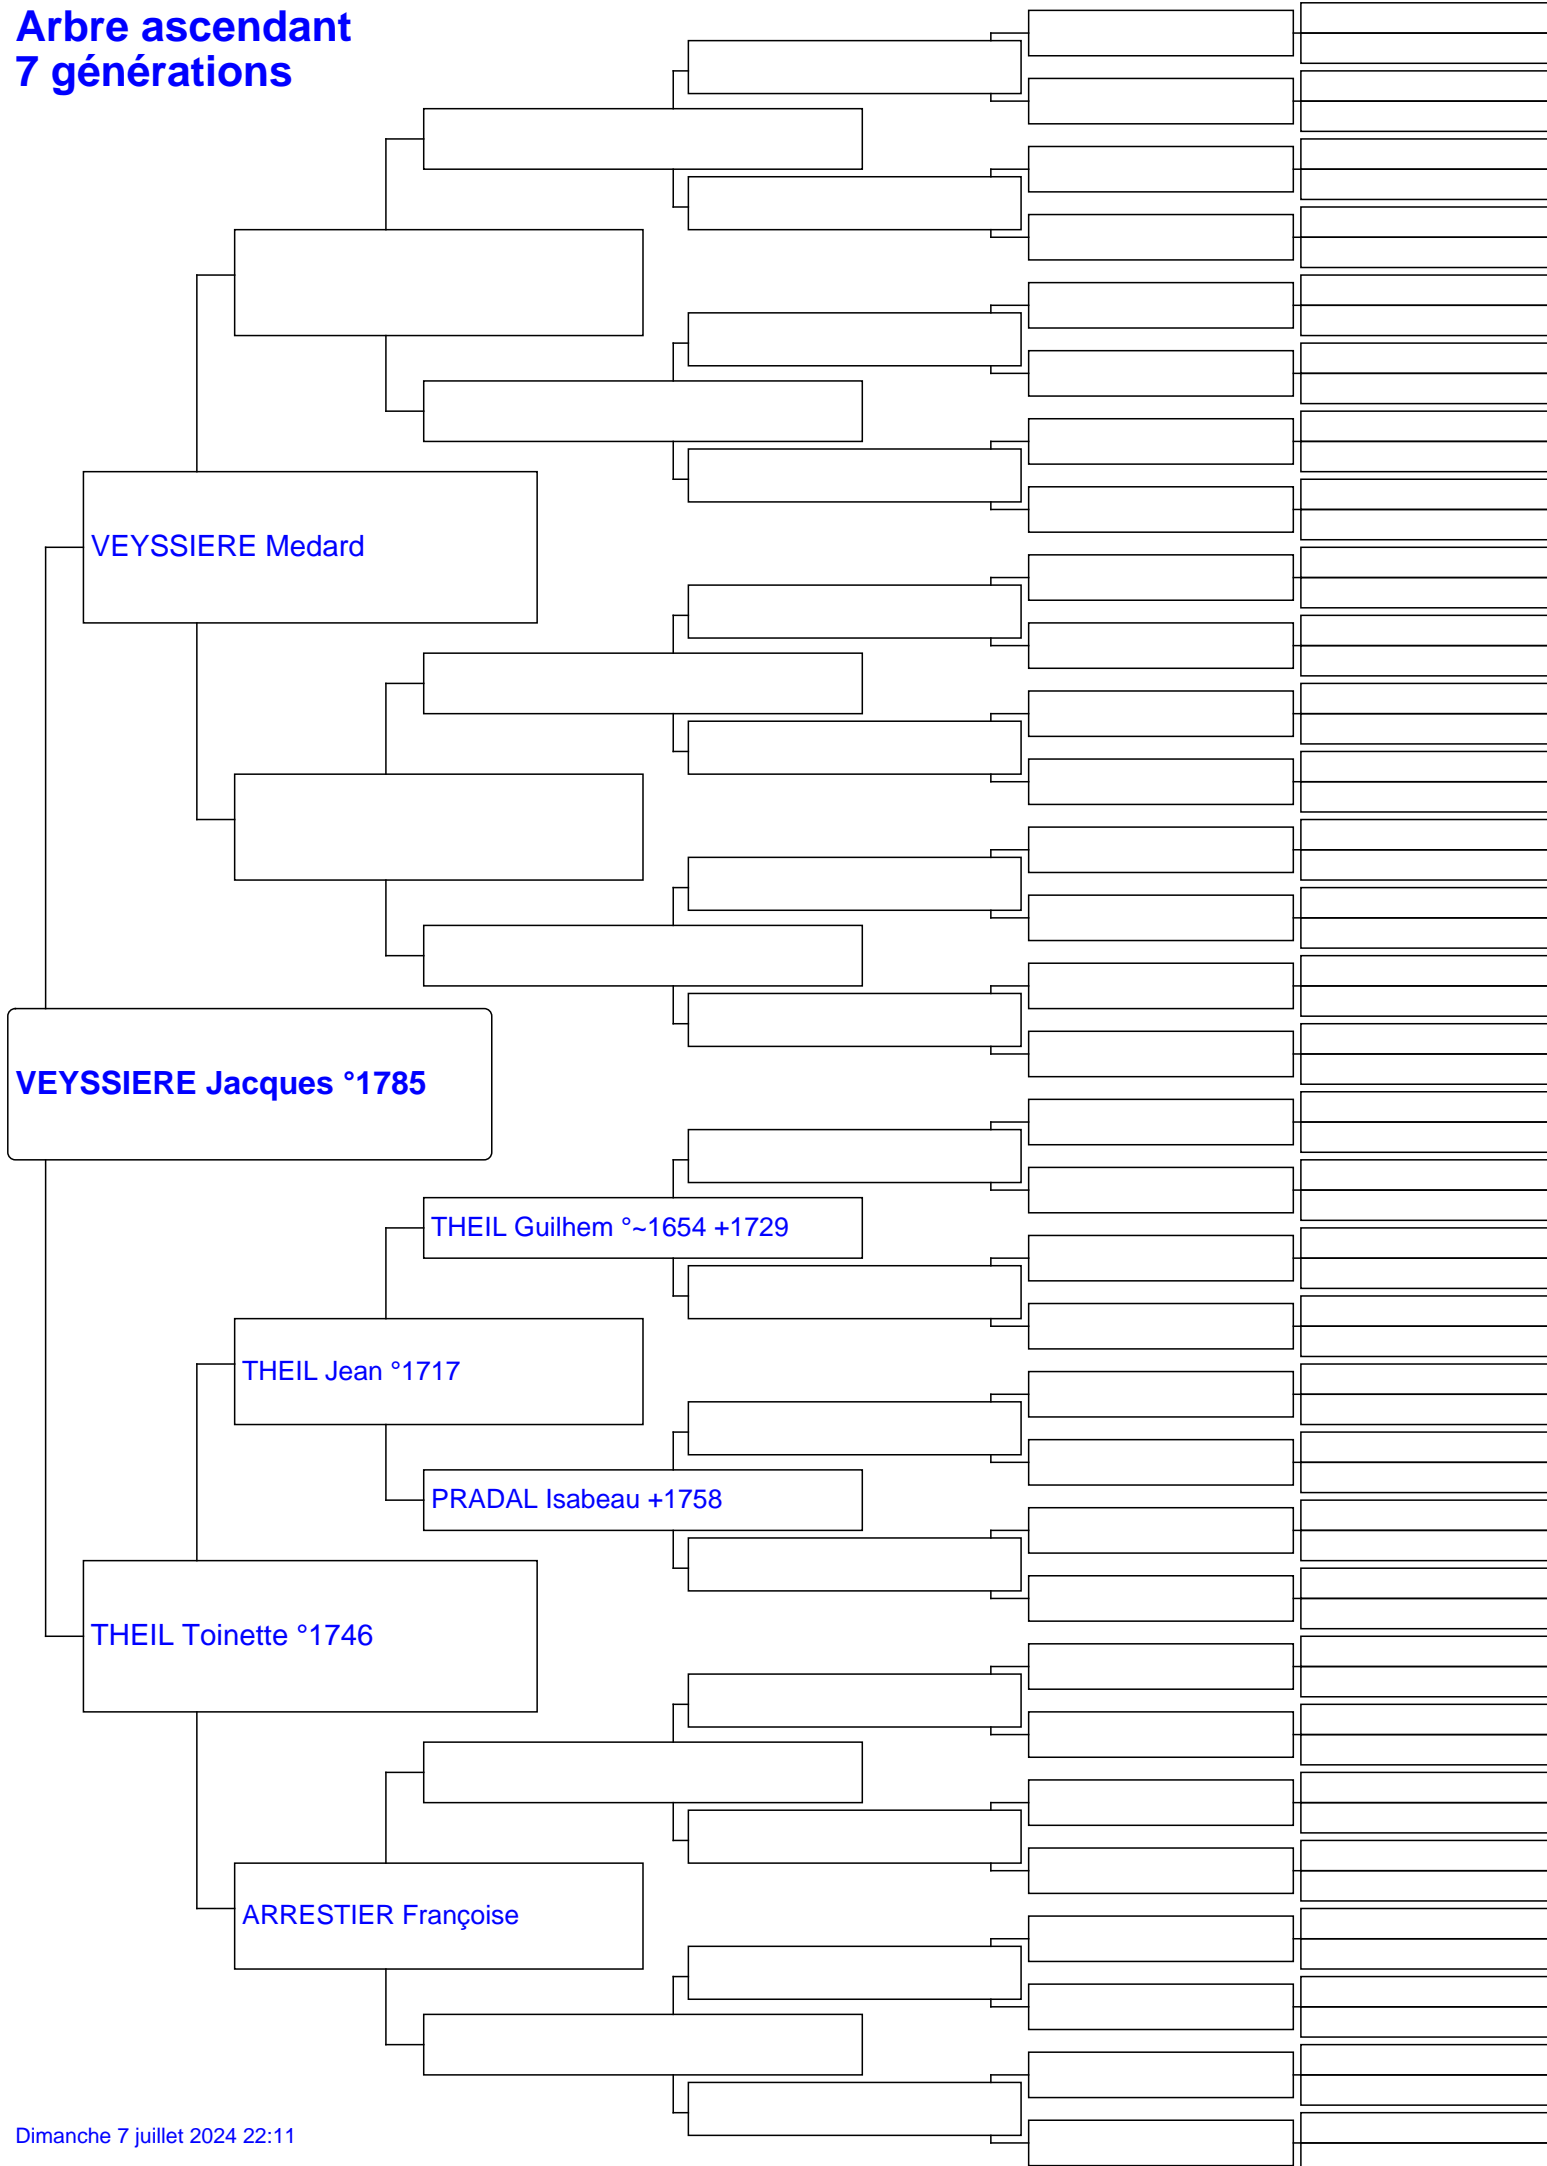 Arbre ascendant
7 générations
VEYSSIERE Medard
VEYSSIERE Jacques °1785
THEIL Guilhem °~1654 +1729
THEIL Jean °1717
PRADAL Isabeau +1758
THEIL Toinette °1746
ARRESTIER Françoise
Dimanche 7 juillet 2024 22:11